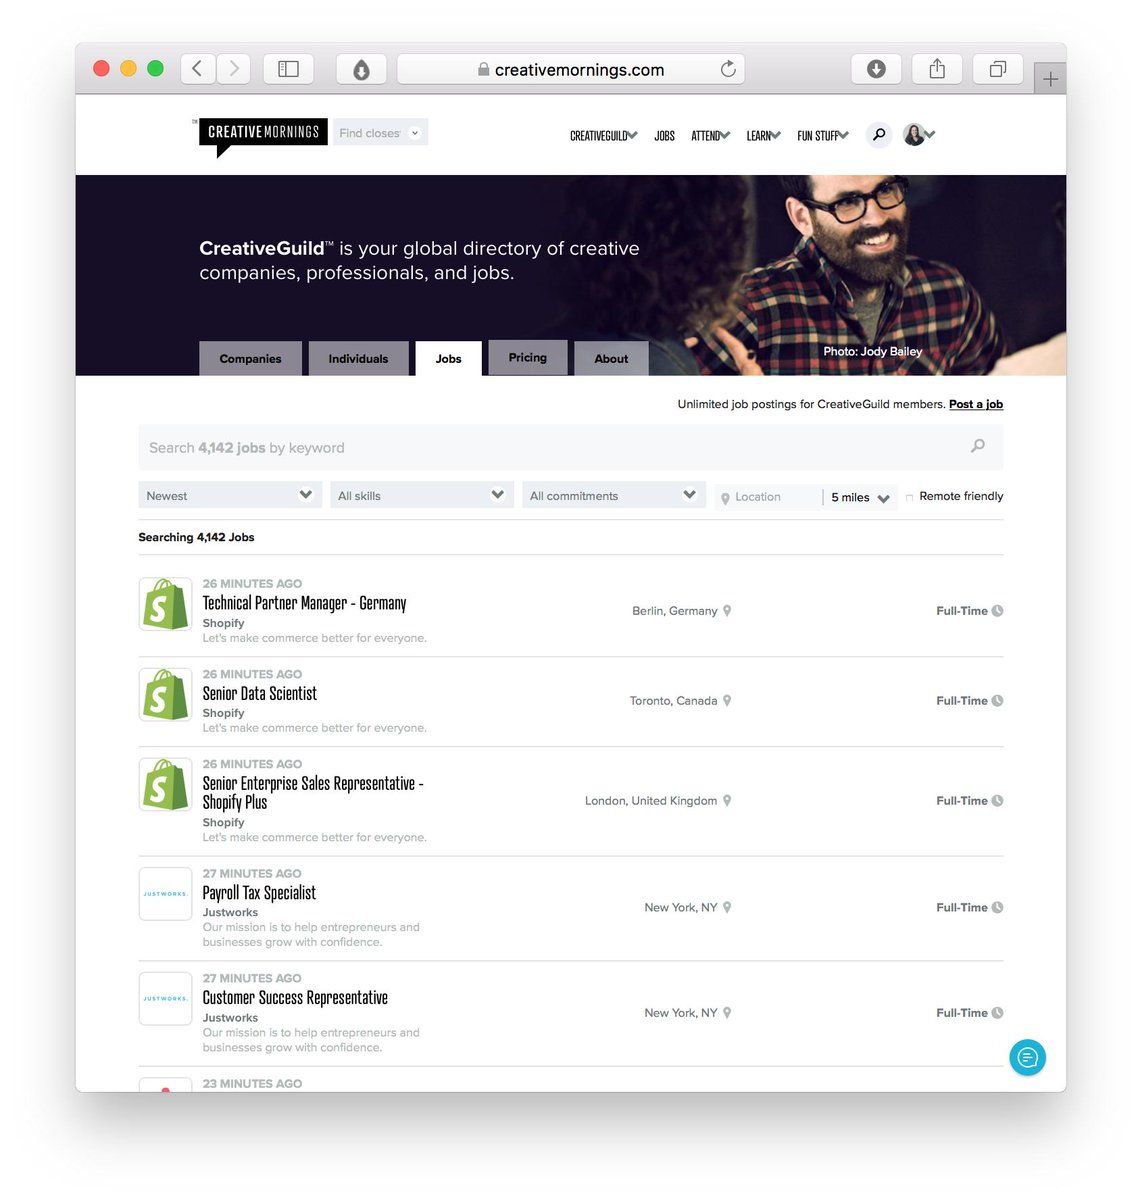 creativemornings.com
TM
CREATIVEMORNINGS
Find closes
CREATIVEGUILD
JOBS
ATTEND
LEARN
FUN STUFF
CreativeGuild™ is your global directory of creative
companies, professionals, and jobs.
Photo: Jody Bailey
Companies
Individuals
Jobs
Pricing
About
Unlimited job postings for CreativeGuild members. Post a job
Search 4,142 jobs by keyword
Newest
All skills
All commitments
Location
5 miles
Remote friendly
Searching 4,142 Jobs
26 MINUTES AGO
Technical Partner Manager - Germany
Shopify
Let's make commerce better for everyone.
Berlin, Germany
Full-Time
26 MINUTES AGO
Senior Data Scientist
Shopify
Let's make commerce better for everyone.
Toronto, Canada
Full-Time
26 MINUTES AGO
Senior Enterprise Sales Representative -
Shopify Plus
Shopify
Let's make commerce better for everyone.
London, United Kingdom
Full-Time
JUSTWORKS.
27 MINUTES AGO
Payroll Tax Specialist
Justworks
Our mission is to help entrepreneurs and
businesses grow with confidence.
New York, NY
Full-Time
JUSTWORKS.
27 MINUTES AGO
Customer Success Representative
Justworks
Our mission is to help entrepreneurs and
businesses grow with confidence.
New York, NY
Full-Time
23 MINUTES AGO